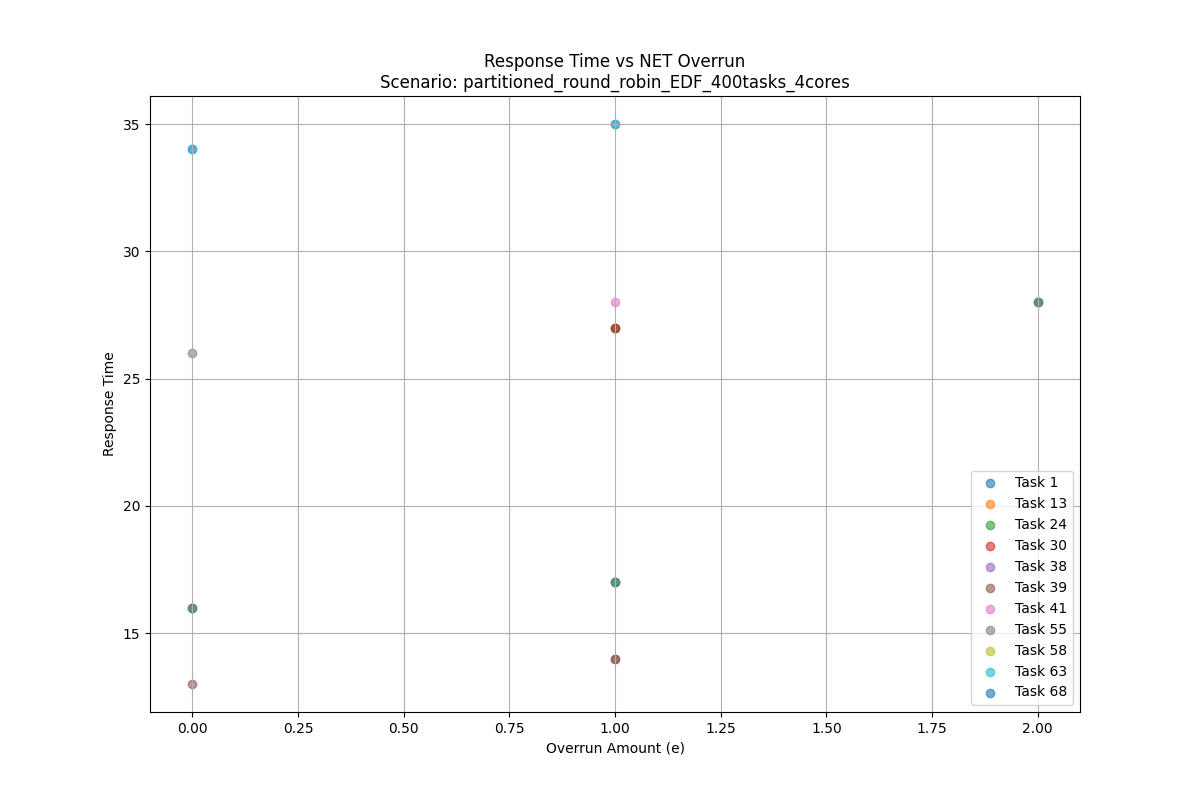 Response Time vs NET Overrun
Scenario: partitioned_round_robin_EDF_400tasks_4cores
35
30
25
20
15
Response Time
0.00 0.25 0.50 0.75 1.00 1.25 1.50 1.75 2.00
Overrun Amount (e)
Task 1
Task 13
Task 24
Task 30
Task 38
Task 39
Task 41
Task 55
Task 58
Task 63
Task 68